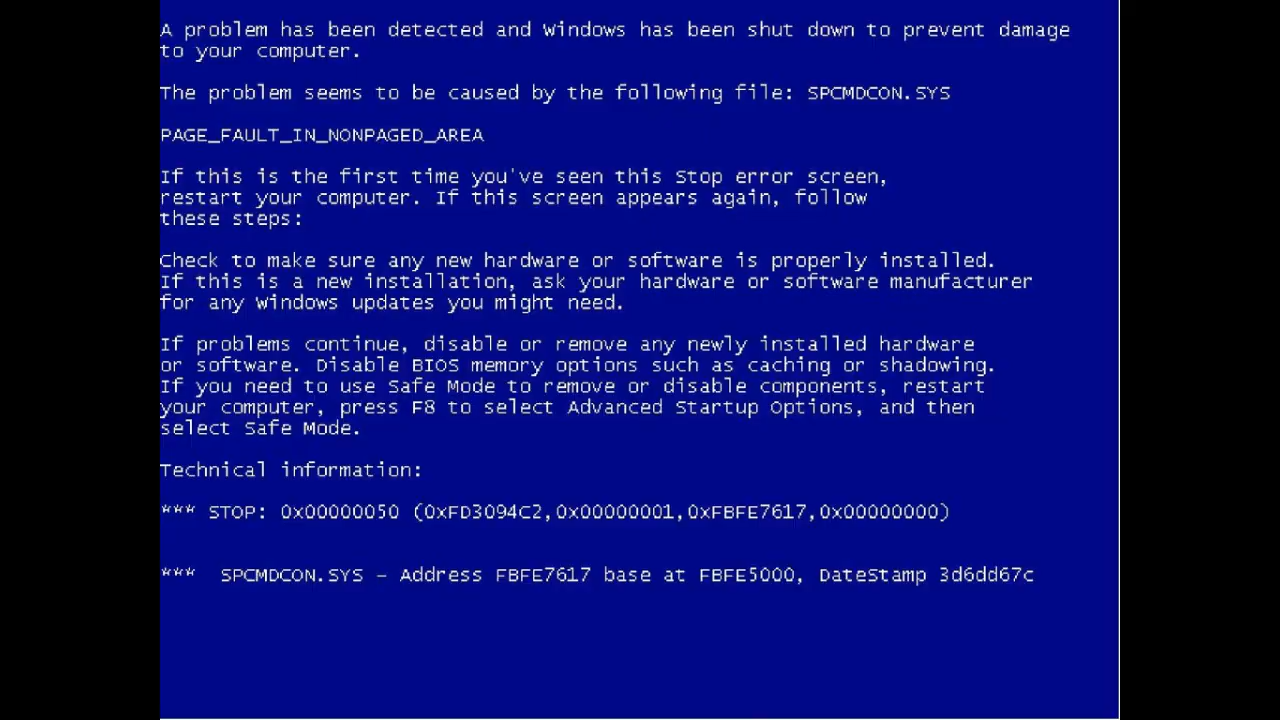 A problem has been detected and Windows has been shut down to prevent damage
to your computer.
The problem seems to be caused by the following file: SPCMDCON.SYS
PAGE_FAULT_IN_NONPAGED_AREA
If this is the first time you've seen this Stop error screen,
restart your computer. If this screen appears again, follow
these steps:
Check to make sure any new hardware or software is properly installed.
If this is a new installation, ask your hardware or software manufacturer
for any Windows updates you might need.
If problems continue, disable or remove any newly installed hardware
or software. Disable BIOS memory options such as caching or shadowing.
If you need to use Safe Mode to remove or disable components, restart
your computer, press F8 to select Advanced Startup Options, and then
select Safe Mode.
Technical information:
*** STOP: 0x00000050 (0xFD3094C2,0x00000001,0xFBFE7617,0x00000000)
*** SPCMDCON.SYS - Address FBFE7617 base at FBFE5000, DateStamp 3d6dd67c